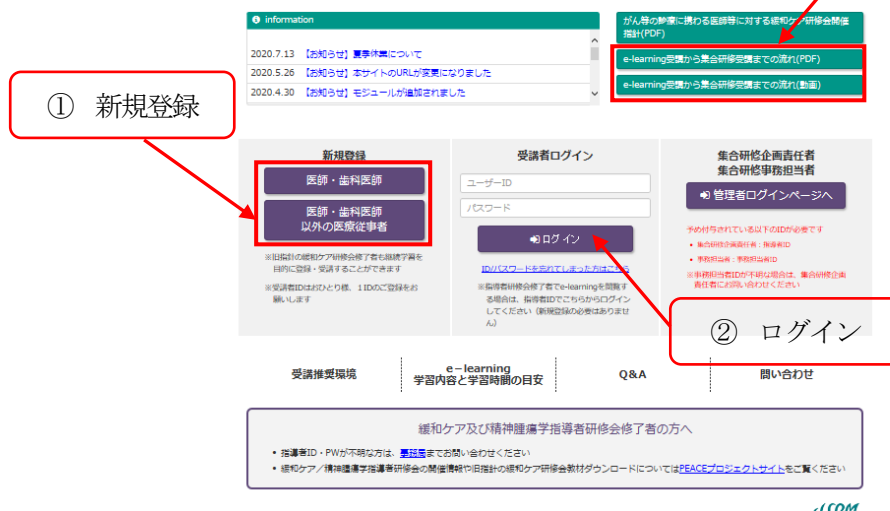 information
2020.7.13 【お知らせ】夏季休業について
2020.5.26 【お知らせ】本サイトのURLが変更になりました
2020.4.30 【お知らせ】モジュールが追加されました
がん等の診療に携わる医師等に対する緩和ケア研修会開催
指針(PDF)
e-learning受講から集合研修受講までの流れ(PDF)
e-learning受講から集合研修受講までの流れ(動画)
① 新規登録
新規登録
医師・歯科医師
医師・歯科医師
以外の医療従事者
※旧指針の緩和ケア研修会修了者も継続学習を
目的に登録・受講することができます
※受講者IDはおひとり様、1IDのご登録をお
願いします
受講者ログイン
ユーザーID
パスワード
ログイン
ID/パスワードを忘れてしまった方はこちら
※指導者研修会修了者でe-learningを閲覧す
る場合は、指導者IDでこちらからログイン
してください（新規登録の必要はありませ
ん）
集合研修企画責任者
集合研修事務担当者
管理者ログインページへ
予め付与されている以下のIDが必要です
• 集合研修企画責任者：指導者ID
• 事務担当者：事務担当者ID
※事務担当者IDが不明な場合は、集合研修企画
責任者にお問い合わせください
② ログイン
受講推奨環境
e－learning
学習内容と学習時間の目安
Q&A
問い合わせ
緩和ケア及び精神腫瘍学指導者研修会修了者の方へ
• 指導者ID・PWが不明な方は、事務局までお問い合わせください
• 緩和ケア／精神腫瘍学指導者研修会の開催情報や旧指針の緩和ケア研修会教材ダウンロードについてはPEACEプロジェクトサイトをご覧ください